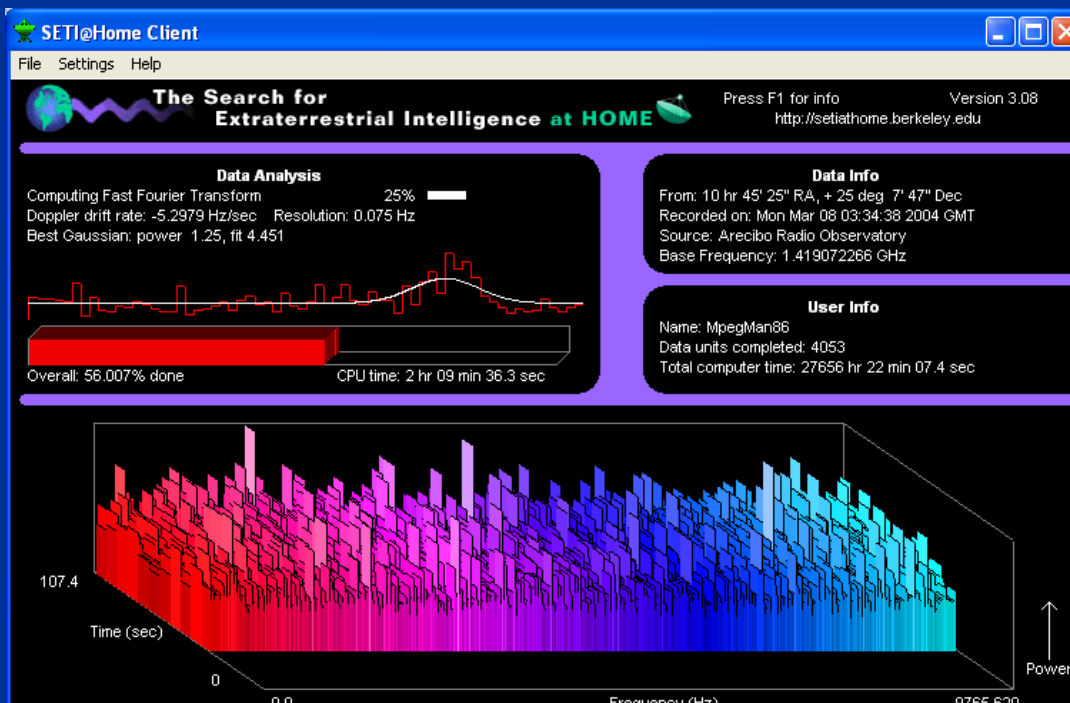 SETI@Home Client
File Settings Help
The Search for
Extraterrestrial Intelligence at HOME
Press F1 for info Version 3.08
http://setiathome.berkeley.edu
Data Analysis
Computing Fast Fourier Transform 25%
Doppler drift rate: -5.2979 Hz/sec Resolution: 0.075 Hz
Best Gaussian: power 1.25, fit 4.451
Overall: 56.007% done CPU time: 2 hr 09 min 36.3 sec
Data Info
From: 10 hr 45' 25" RA, + 25 deg 7' 47" Dec
Recorded on: Mon Mar 08 03:34:38 2004 GMT
Source: Arecibo Radio Observatory
Base Frequency: 1.419072266 GHz
User Info
Name: MpegMan86
Data units completed: 4053
Total computer time: 27656 hr 22 min 07.4 sec
107.4
Time (sec)
0
Power
0.0 Frequency (Hz)